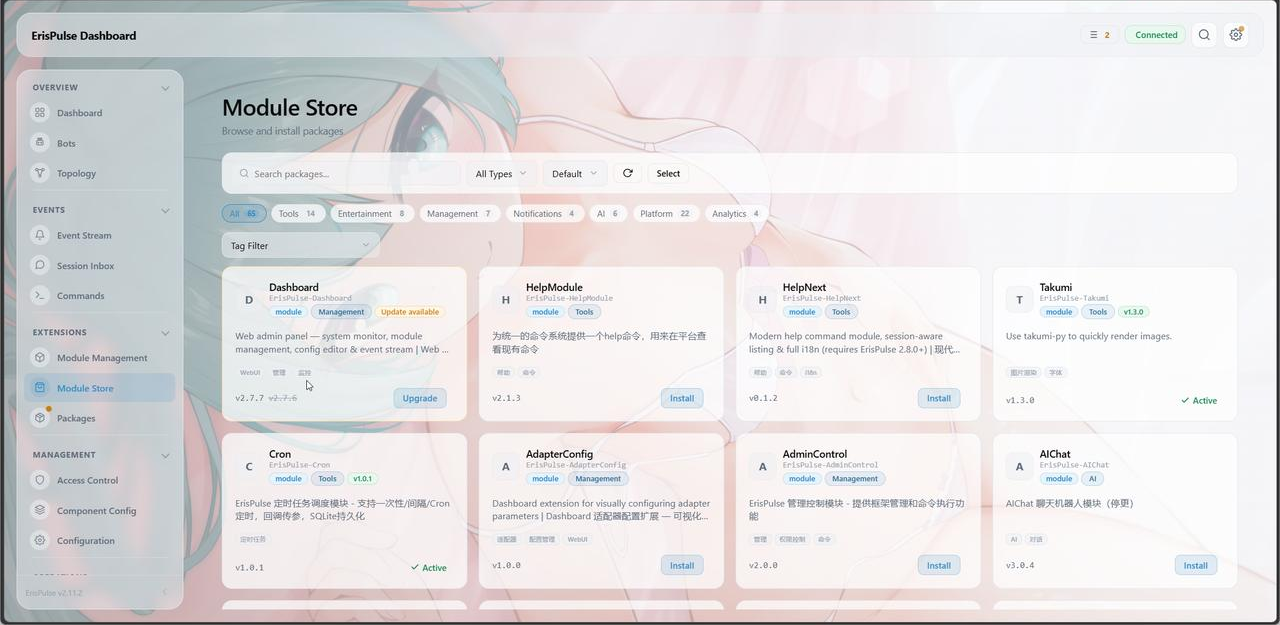 ErisPulse Dashboard
2
Connected
OVERVIEW
Dashboard
Bots
Topology
EVENTS
Event Stream
Session Inbox
Commands
EXTENSIONS
Module Management
Module Store
Packages
MANAGEMENT
Access Control
Component Config
Configuration
ErisPulse v2.11.2
Module Store
Browse and install packages
Search packages...
All Types
Default
Select
All 65
Tools 14
Entertainment 8
Management 7
Notifications 4
AI 6
Platform 22
Analytics 4
Tag Filter
D
Dashboard
ErisPulse-Dashboard
module Management Update available
Web admin panel — system monitor, module
management, config editor & event stream | Web ...
WebUI 管理 监控
v2.7.7 v2.7.6
Upgrade
H
HelpModule
ErisPulse-HelpModule
module Tools
为统一的命令系统提供一个help命令，用来在平台查
看现有命令
帮助 命令
v2.1.3
Install
H
HelpNext
ErisPulse-HelpNext
module Tools
Modern help command module, session-aware
listing & full i18n (requires ErisPulse 2.8.0+) | 现代...
帮助 命令 i18n
v0.1.2
Install
T
Takumi
ErisPulse-Takumi
module Tools v1.3.0
Use takumi-py to quickly render images.
图片渲染 字体
v1.3.0
Active
C
Cron
ErisPulse-Cron
module Tools v1.0.1
ErisPulse 定时任务调度模块 - 支持一次性/间隔/Cron
定时，回调传参，SQLite持久化
定时任务
v1.0.1
Active
A
AdapterConfig
ErisPulse-AdapterConfig
module Management
Dashboard extension for visually configuring adapter
parameters | Dashboard 适配器配置扩展 — 可视化...
适配器 配置管理 WebUI
v1.0.0
Install
A
AdminControl
ErisPulse-AdminControl
module Management
ErisPulse 管理控制模块 - 提供框架管理和命令执行功
能
管理 权限控制 命令
v2.0.0
Install
A
AIChat
ErisPulse-AIChat
module AI
AIChat 聊天机器人模块（停更）
AI 对话
v3.0.4
Install